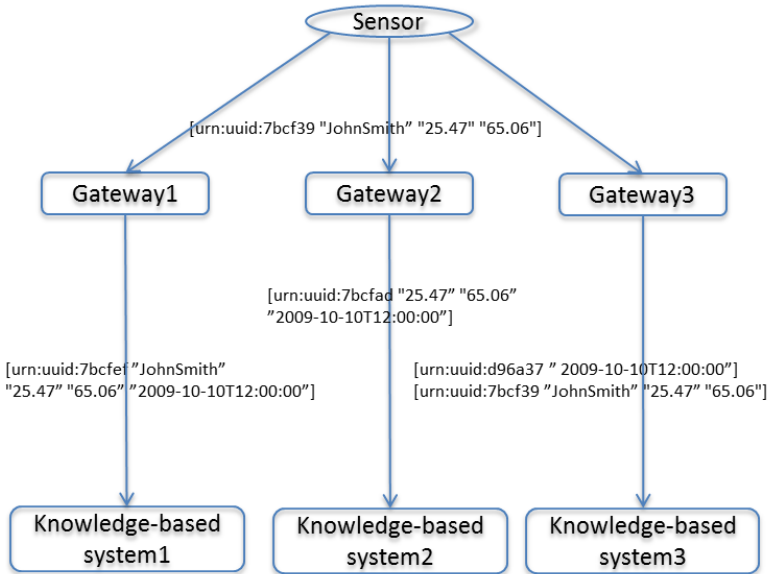 Sensor
[urn:uuid:7bcf39 "JohnSmith” "25.47" "65.06"]
Gateway1
Gateway2
Gateway3
[urn:uuid:7bcfad "25.47” "65.06”
”2009-10-10T12:00:00”]
[urn:uuid:7bcfef ”JohnSmith”
"25.47” "65.06” ”2009-10-10T12:00:00”]
[urn:uuid:d96a37 ” 2009-10-10T12:00:00”]
[urn:uuid:7bcf39 "JohnSmith” "25.47” "65.06"]
Knowledge-based
system1
Knowledge-based
system2
Knowledge-based
system3